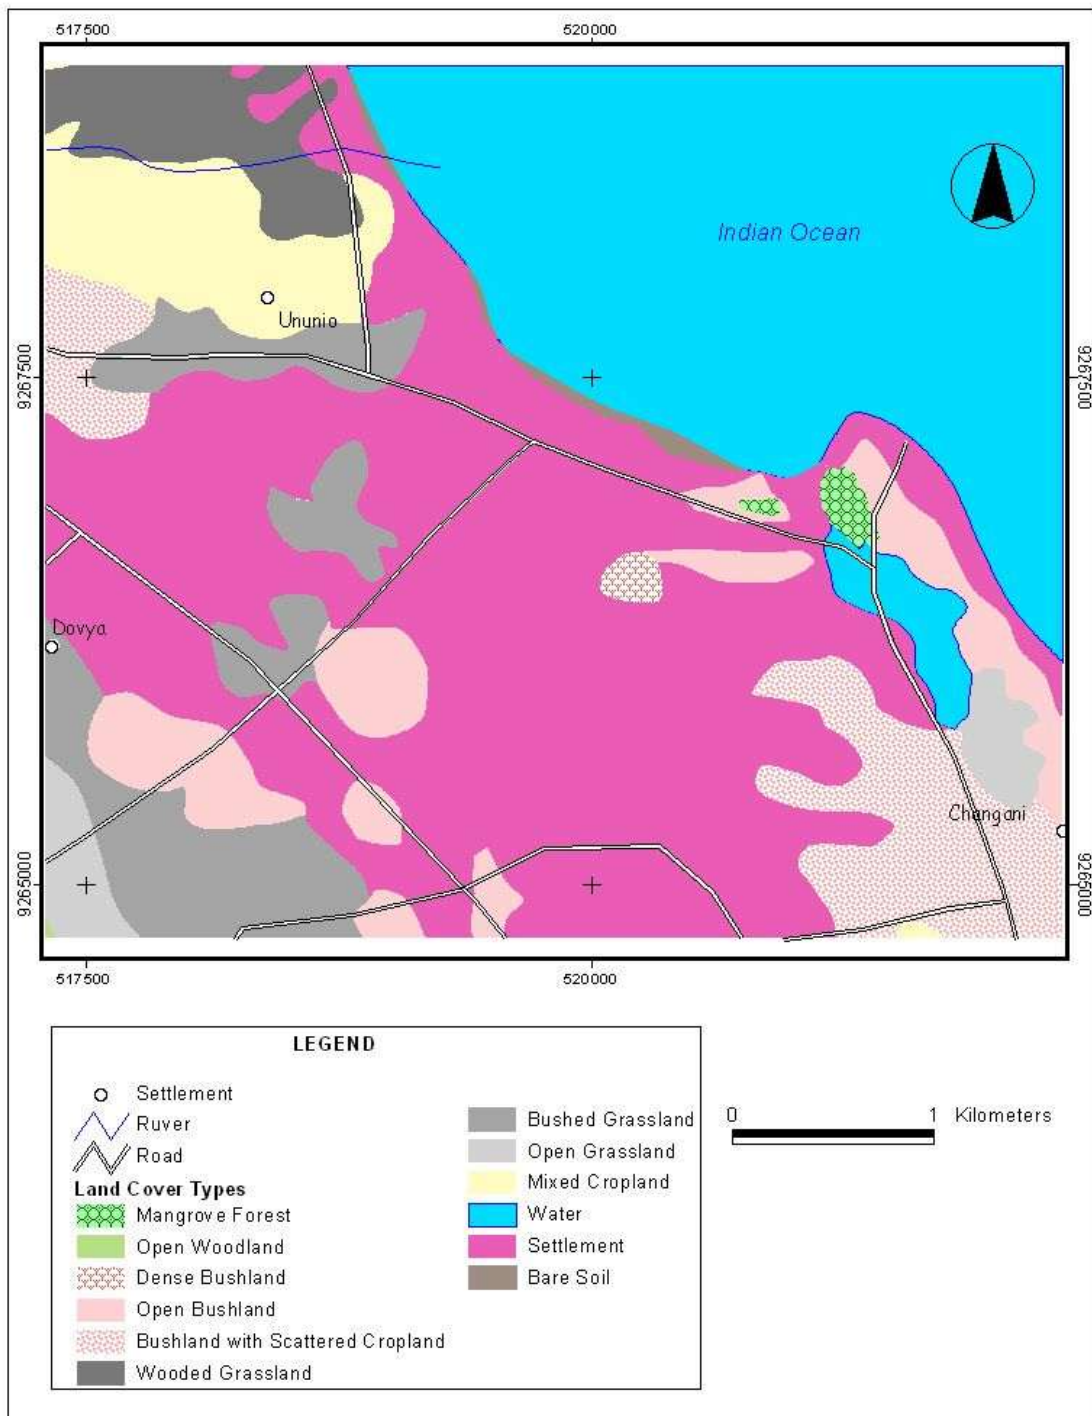 517500 520000
Indian Ocean
Ununio
9267500 9267500
Dovya
Changani
9265000 9265000
517500 520000
LEGEND
Settlement
Ruver
Road
Land Cover Types
Mangrove Forest
Open Woodland
Dense Bushland
Open Bushland
Bushland with Scattered Cropland
Wooded Grassland
Bushed Grassland
Open Grassland
Mixed Cropland
Water
Settlement
Bare Soil
0 1 Kilometers